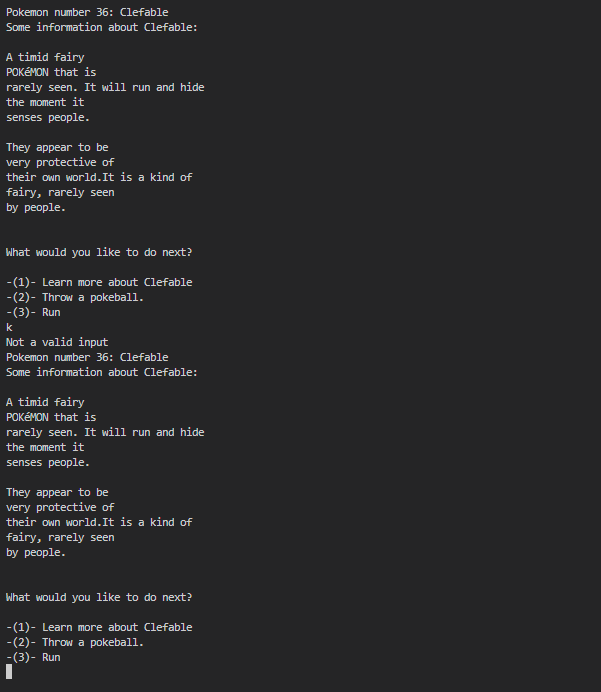 Pokemon number 36: Clefable
Some information about Clefable:
A timid fairy
POKéMON that is
rarely seen. It will run and hide
the moment it
senses people.
They appear to be
very protective of
their own world.It is a kind of
fairy, rarely seen
by people.
What would you like to do next?
-(1)- Learn more about Clefable
-(2)- Throw a pokeball.
-(3)- Run
k
Not a valid input
Pokemon number 36: Clefable
Some information about Clefable:
A timid fairy
POKéMON that is
rarely seen. It will run and hide
the moment it
senses people.
They appear to be
very protective of
their own world.It is a kind of
fairy, rarely seen
by people.
What would you like to do next?
-(1)- Learn more about Clefable
-(2)- Throw a pokeball.
-(3)- Run